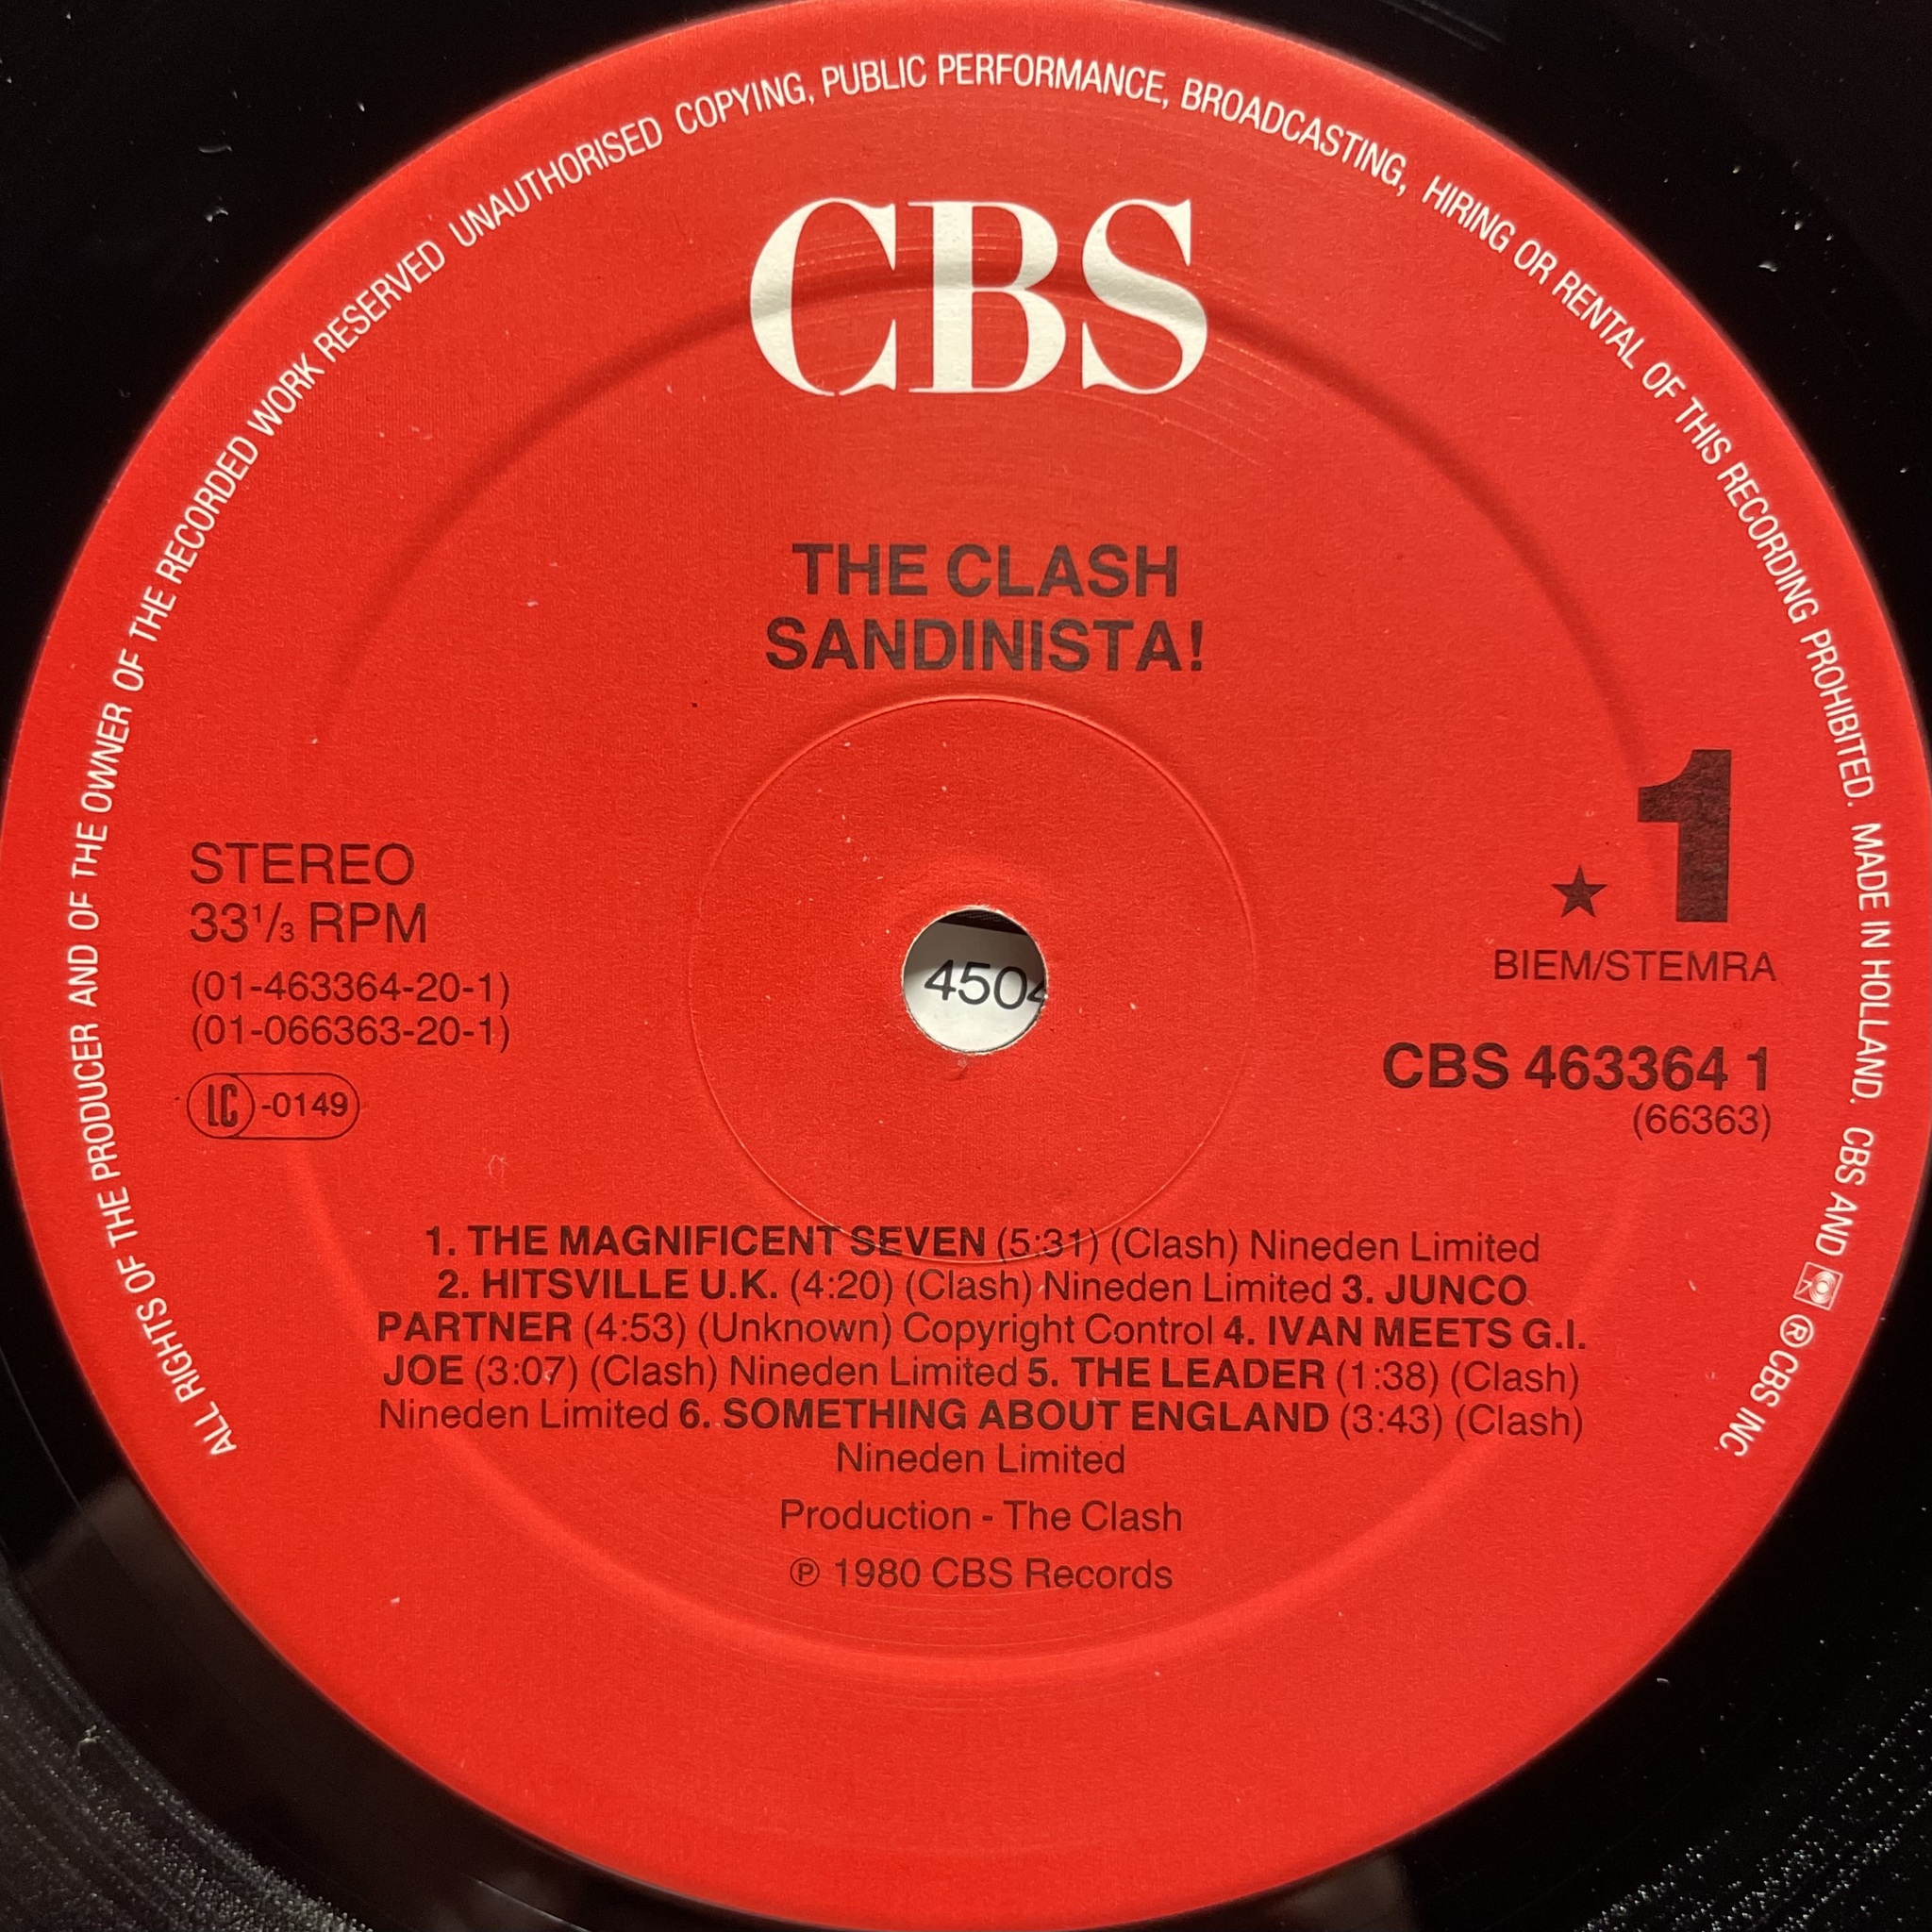 ALL RIGHTS OF THE PRODUCER AND OF THE OWNER OF THE RECORDED WORK RESERVED UNAUTHORISED COPYING, PUBLIC PERFORMANCE, BROADCASTING, HIRING OR RENTAL OF THIS RECORDING PROHIBITED. MADE IN HOLLAND. CBS AND ® CBS INC.
CBS
THE CLASH
SANDINISTA!
1
★
BIEM/STEMRA
STEREO
33 1/3 RPM
(01-463364-20-1)
(01-066363-20-1)
LC-0149
4504
CBS 463364 1
(66363)
1. THE MAGNIFICENT SEVEN (5:31) (Clash) Nineden Limited
2. HITSVILLE U.K. (4:20) (Clash) Nineden Limited 3. JUNCO
PARTNER (4:53) (Unknown) Copyright Control 4. IVAN MEETS G.I.
JOE (3:07) (Clash) Nineden Limited 5. THE LEADER (1:38) (Clash)
Nineden Limited 6. SOMETHING ABOUT ENGLAND (3:43) (Clash)
Nineden Limited
Production - The Clash
℗ 1980 CBS Records